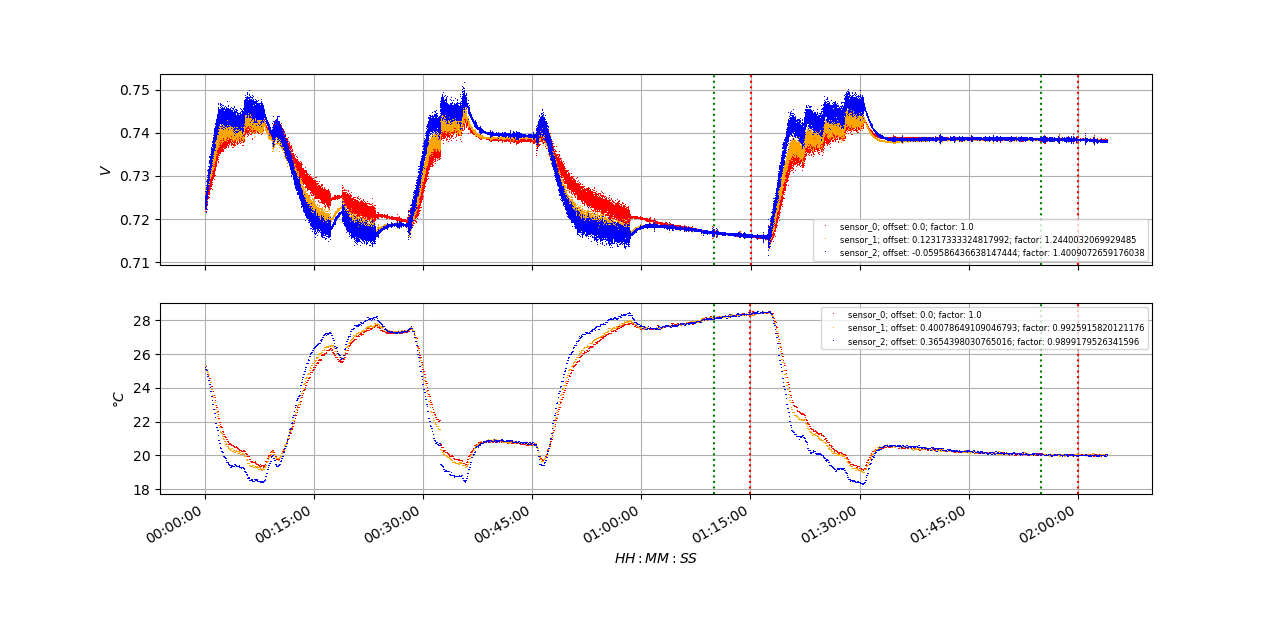 0.75
0.74
0.73
0.72
0.71
V
sensor_0; offset: 0.0; factor: 1.0
sensor_1; offset: 0.12317333324817992; factor: 1.2440032069929485
sensor_2; offset: -0.059586436638147444; factor: 1.4009072659176038
28
26
24
22
20
18
°C
sensor_0; offset: 0.0; factor: 1.0
sensor_1; offset: 0.40078649109046793; factor: 0.9925915820121176
sensor_2; offset: 0.3654398030765016; factor: 0.9899179526341596
00:00:00
00:15:00
00:30:00
00:45:00
01:00:00
01:15:00
01:30:00
01:45:00
02:00:00
HH : MM : SS